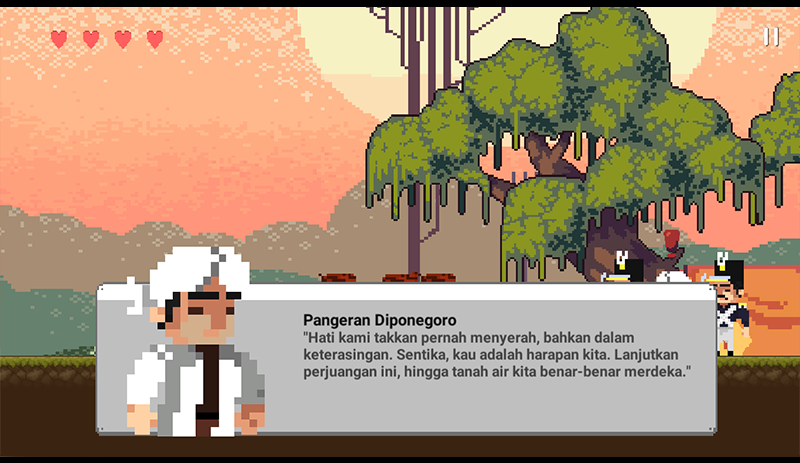 Pangeran Diponegoro
"Hati kami takkan pernah menyerah, bahkan dalam
keterasingan. Sentika, kau adalah harapan kita. Lanjutkan
perjuangan ini, hingga tanah air kita benar-benar merdeka."